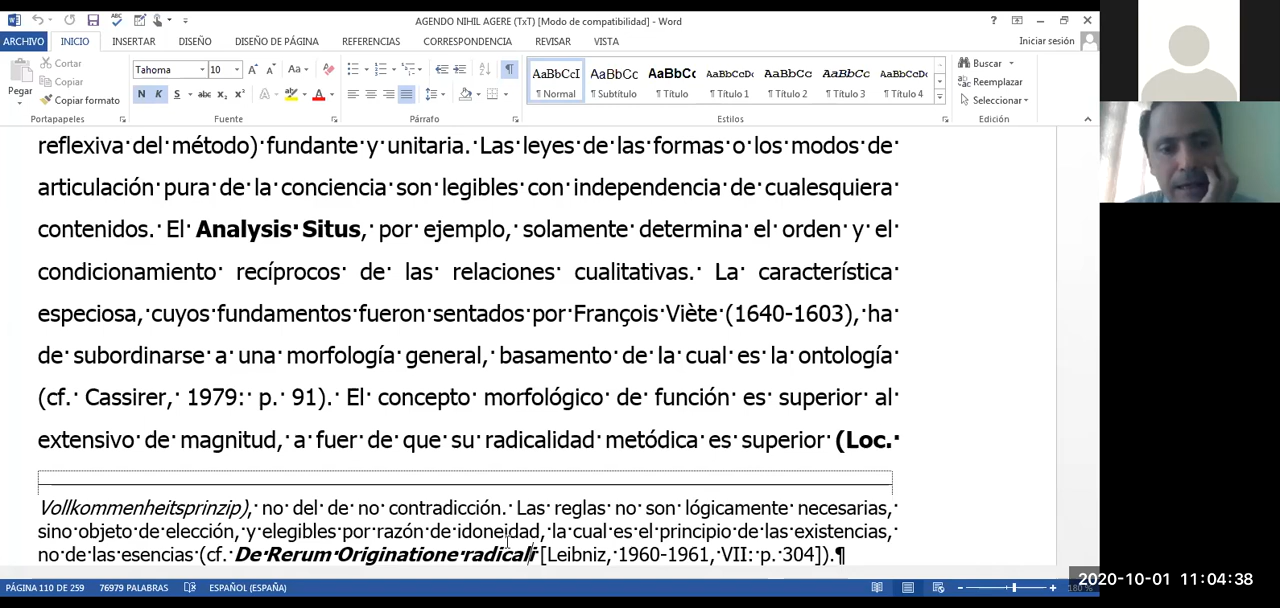 AGENDO NIHIL AGERE (TxT) [Modo de compatibilidad] - Word
ARCHIVO INICIO INSERTAR DISEÑO DISEÑO DE PÁGINA REFERENCIAS CORRESPONDENCIA REVISAR VISTA Iniciar sesión
Pegar
Cortar
Copiar
Copiar formato
Portapapeles
Tahoma 10
N K S abc x₂ x²
Fuente
Párrafo
AaBbCcI AaBbCc AaBbCc AaBbCcDc AaBbCcDc AaBbCcDc AaBbCcDc
¶ Normal ¶ Subtítulo ¶ Título ¶ Título 1 ¶ Título 2 ¶ Título 3 ¶ Título 4
Estilos
Buscar
Reemplazar
Seleccionar
Edición
reflexiva del método) fundante y unitaria. Las leyes de las formas o los modos de
articulación pura de la conciencia son legibles con independencia de cualesquiera
contenidos. El Analysis Situs, por ejemplo, solamente determina el orden y el
condicionamiento recíprocos de las relaciones cualitativas. La característica
especiosa, cuyos fundamentos fueron sentados por François Viète (1640-1603), ha
de subordinarse a una morfología general, basamento de la cual es la ontología
(cf. Cassirer, 1979: p. 91). El concepto morfológico de función es superior al
extensivo de magnitud, a fuer de que su radicalidad metódica es superior (Loc.
Vollkommenheitsprinzip), no del de no contradicción. Las reglas no son lógicamente necesarias,
sino objeto de elección, y elegibles por razón de idoneidad, la cual es el principio de las existencias,
no de las esencias (cf. De Rerum Originatione radicali [Leibniz, 1960-1961, VII: p. 304]).¶
PÁGINA 110 DE 259 76979 PALABRAS ESPAÑOL (ESPAÑA) 180 %
2020-10-01 11:04:38